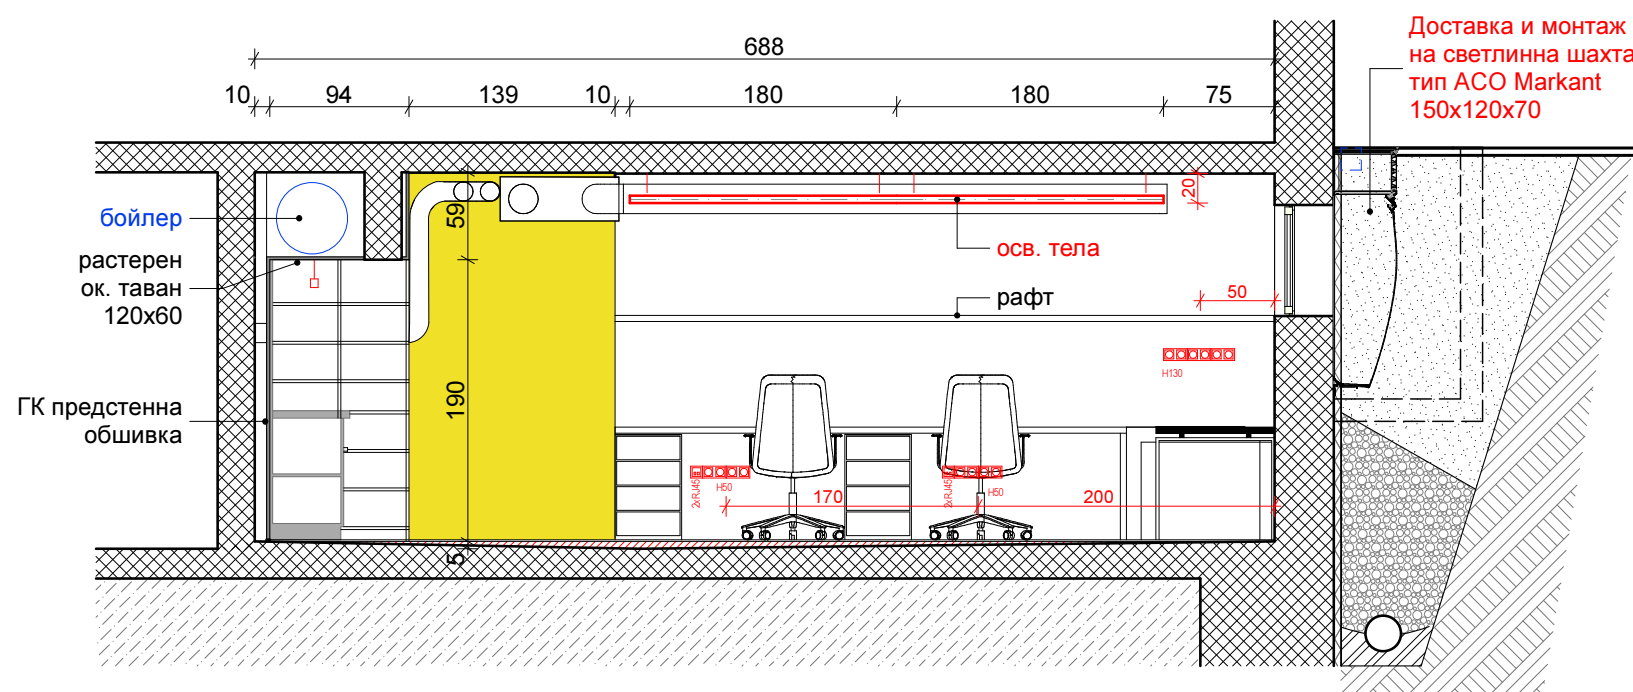 Доставка и монтаж
на светлинна шахта
тип ACO Markant
150x120x70
688
10
94
139
10
180
180
75
20
59
бойлер
растерен
ок. таван
120x60
осв. тела
рафт
50
H130
190
ГК предстенна
обшивка
2xRJ45
H50
2xRJ45
H50
170
200
5